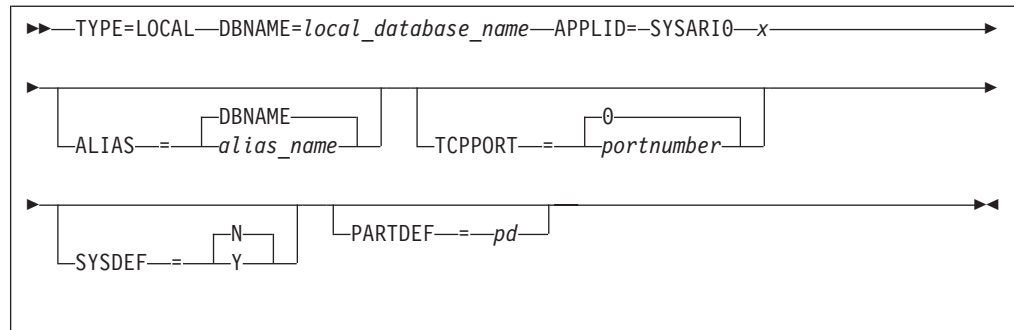 TYPE=LOCAL DBNAME=local_database_name APPLID= SYSARI0 x
DBNAME
ALIAS = alias_name
0
TCPPORT = portnumber
N
SYSDEF = Y
PARTDEF = pd